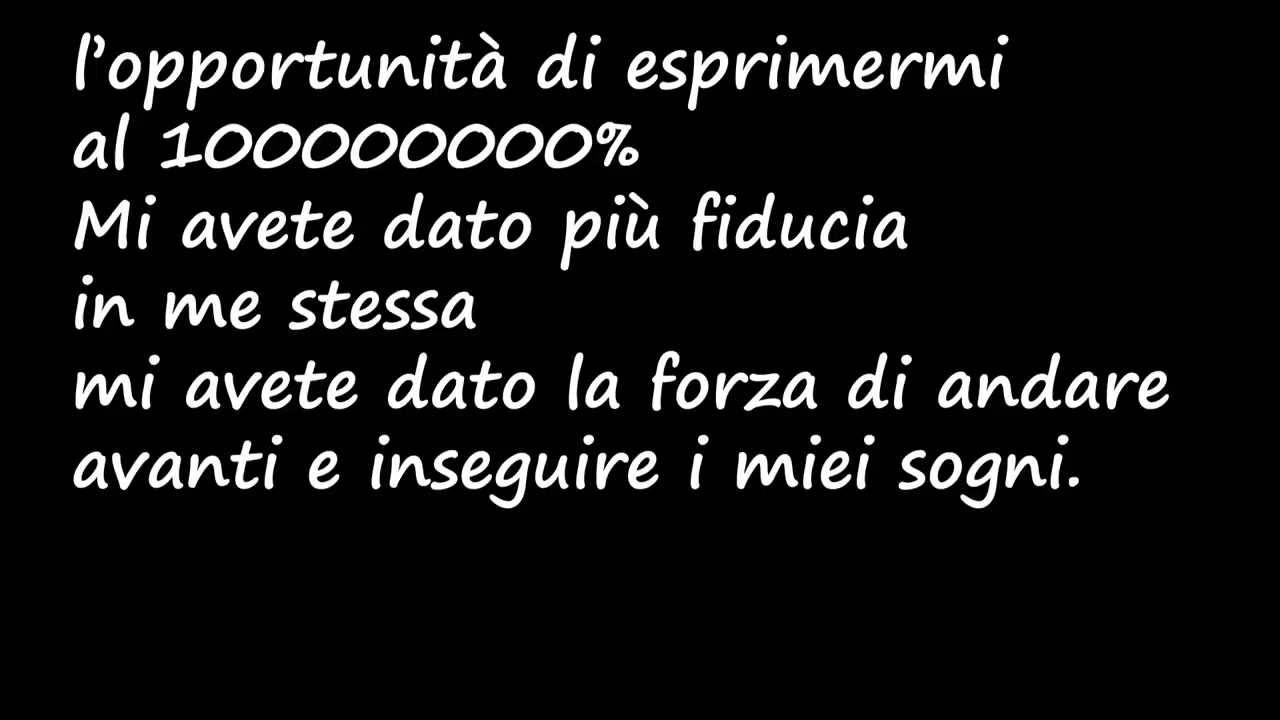 l’opportunità di esprimermi
al 100000000%
Mi avete dato più fiducia
in me stessa
mi avete dato la forza di andare
avanti e inseguire i miei sogni.